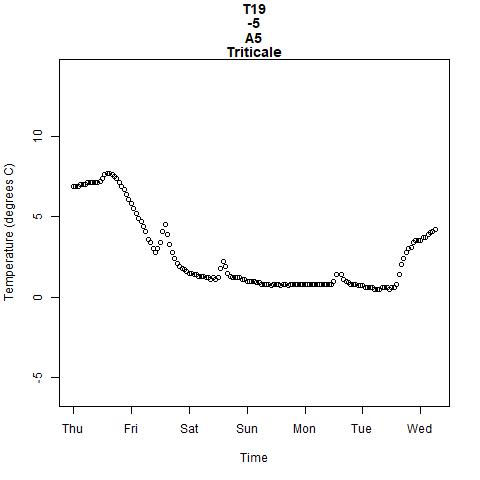 T19
-5
A5
Triticale
Temperature (degrees C)
10
5
0
-5
Thu Fri Sat Sun Mon Tue Wed
Time